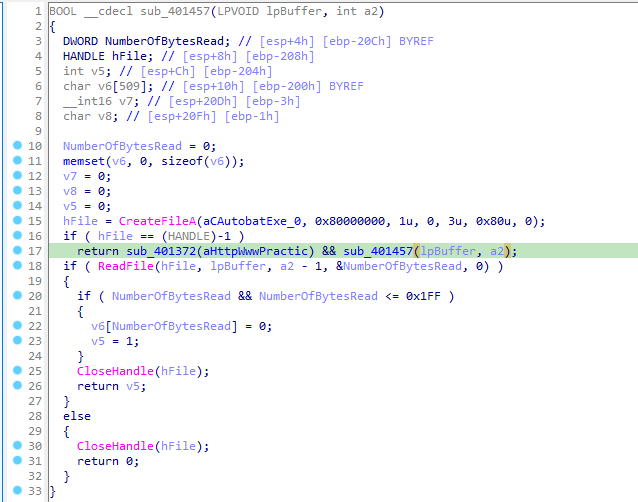 1 BOOL __cdecl sub_401457(LPVOID lpBuffer, int a2)
2 {
3 DWORD NumberOfBytesRead; // [esp+4h] [ebp-20Ch] BYREF
4 HANDLE hFile; // [esp+8h] [ebp-208h]
5 int v5; // [esp+Ch] [ebp-204h]
6 char v6[509]; // [esp+10h] [ebp-200h] BYREF
7 __int16 v7; // [esp+20Dh] [ebp-3h]
8 char v8; // [esp+20Fh] [ebp-1h]
9
10 NumberOfBytesRead = 0;
11 memset(v6, 0, sizeof(v6));
12 v7 = 0;
13 v8 = 0;
14 v5 = 0;
15 hFile = CreateFileA(aCAutobatExe_0, 0x80000000, 1u, 0, 3u, 0x80u, 0);
16 if ( hFile == (HANDLE)-1 )
17 return sub_401372(aHttpWwwPractic) && sub_401457(lpBuffer, a2);
18 if ( ReadFile(hFile, lpBuffer, a2 - 1, &NumberOfBytesRead, 0) )
19 {
20 if ( NumberOfBytesRead && NumberOfBytesRead <= 0x1FF )
21 {
22 v6[NumberOfBytesRead] = 0;
23 v5 = 1;
24 }
25 CloseHandle(hFile);
26 return v5;
27 }
28 else
29 {
30 CloseHandle(hFile);
31 return 0;
32 }
33 }